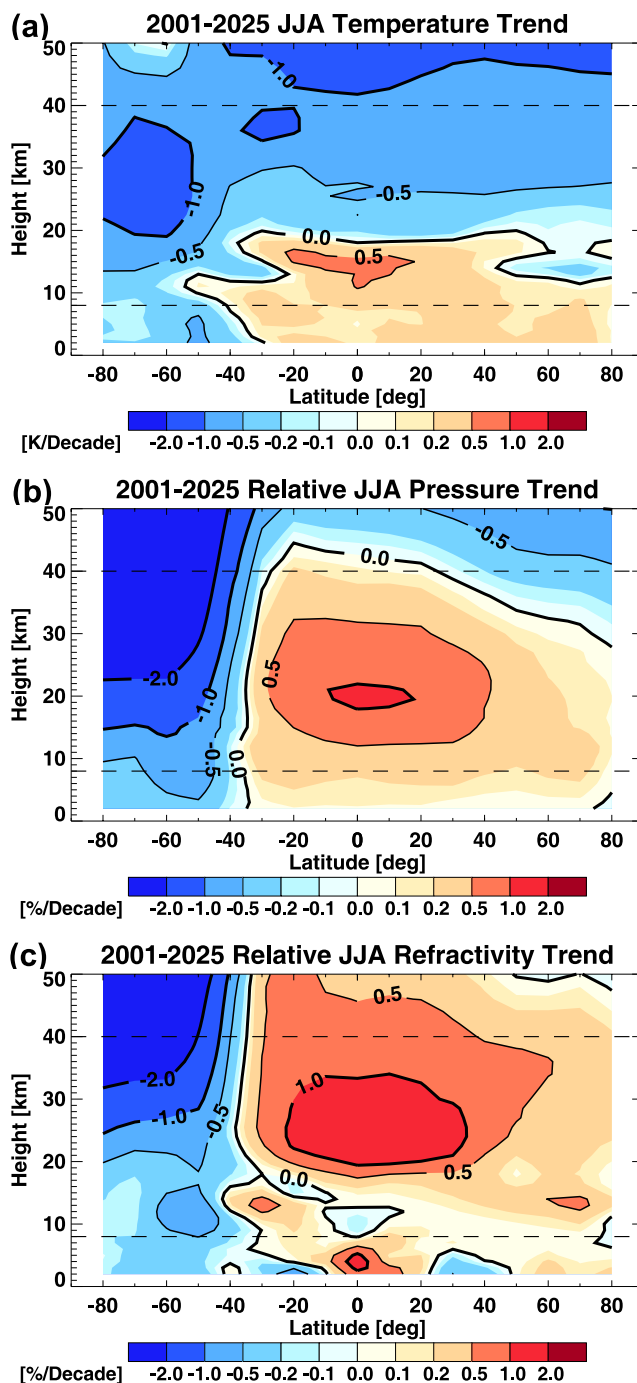 (a) 2001-2025 JJA Temperature Trend
50
40
30
20
10
0
Height [km]
-1.0
-1.0
-0.5
-0.5
0.0
0.5
-80 -60 -40 -20 0 20 40 60 80
Latitude [deg]
[K/Decade] -2.0 -1.0 -0.5 -0.2 -0.1 0.0 0.1 0.2 0.5 1.0 2.0
(b) 2001-2025 Relative JJA Pressure Trend
50
40
30
20
10
0
Height [km]
-0.5
0.0
0.5
-2.0
-1.0
-0.5
0.0
-80 -60 -40 -20 0 20 40 60 80
Latitude [deg]
[%/Decade] -2.0 -1.0 -0.5 -0.2 -0.1 0.0 0.1 0.2 0.5 1.0 2.0
(c) 2001-2025 Relative JJA Refractivity Trend
50
40
30
20
10
0
Height [km]
0.5
-2.0
1.0
-1.0
-0.5
0.0
0.5
-80 -60 -40 -20 0 20 40 60 80
Latitude [deg]
[%/Decade] -2.0 -1.0 -0.5 -0.2 -0.1 0.0 0.1 0.2 0.5 1.0 2.0